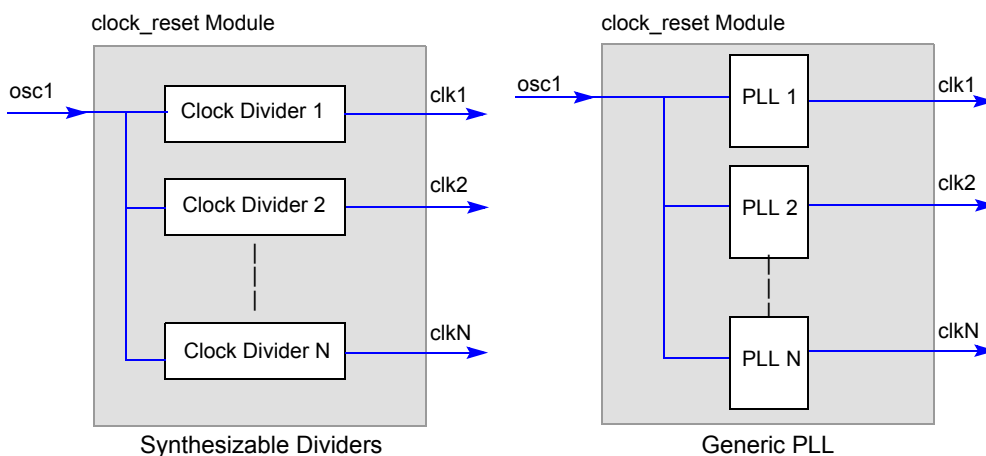 clock_reset Module
osc1
Clock Divider 1
clk1
Clock Divider 2
clk2
Clock Divider N
clkN
Synthesizable Dividers
clock_reset Module
osc1
PLL 1
clk1
PLL 2
clk2
PLL N
clkN
Generic PLL